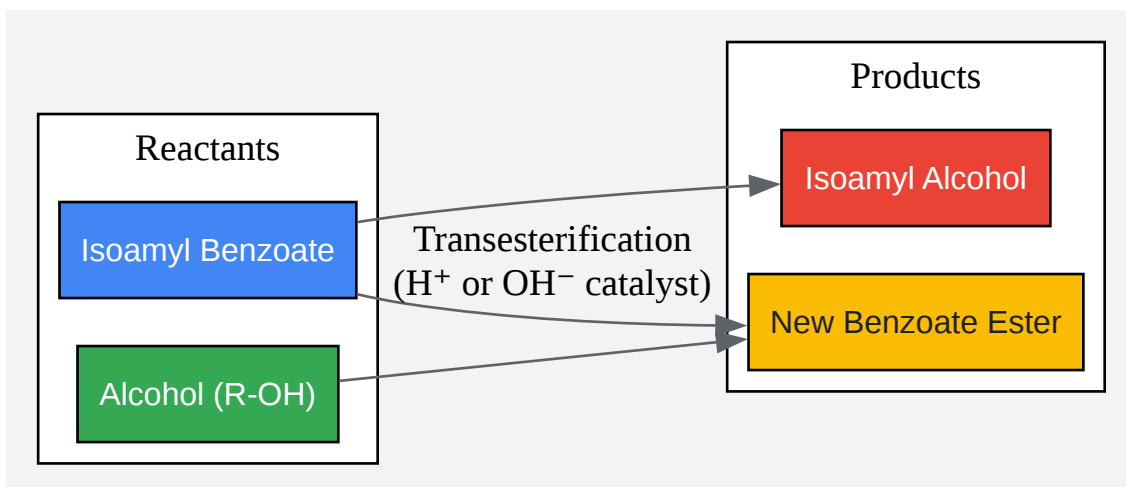 Reactants
Isoamyl Benzoate
Alcohol (R-OH)
Transesterification
(H⁺ or OH⁻ catalyst)
Products
Isoamyl Alcohol
New Benzoate Ester